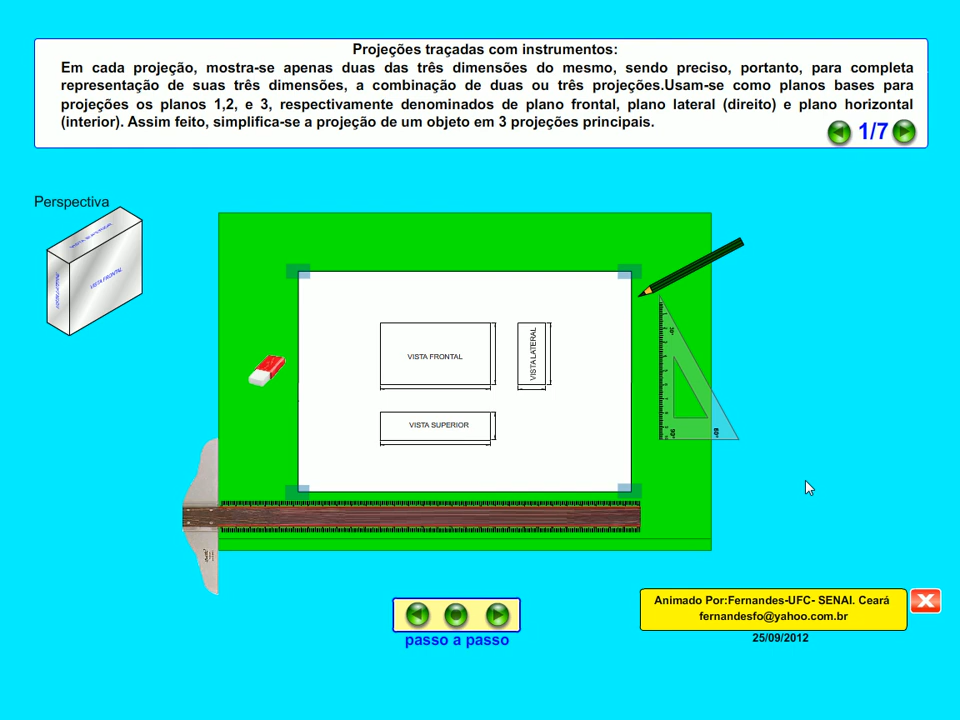 Projeções traçadas com instrumentos:
Em cada projeção, mostra-se apenas duas das três dimensões do mesmo, sendo preciso, portanto, para completa
representação de suas três dimensões, a combinação de duas ou três projeções.Usam-se como planos bases para
projeções os planos 1,2, e 3, respectivamente denominados de plano frontal, plano lateral (direito) e plano horizontal
(interior). Assim feito, simplifica-se a projeção de um objeto em 3 projeções principais.
1/7
Perspectiva
VISTA FRONTAL
VISTA FRONTAL
VISTA LATERAL
VISTA SUPERIOR
30°
90°
60°
passo a passo
Animado Por:Fernandes-UFC- SENAI. Ceará
fernandesfo@yahoo.com.br
25/09/2012
X